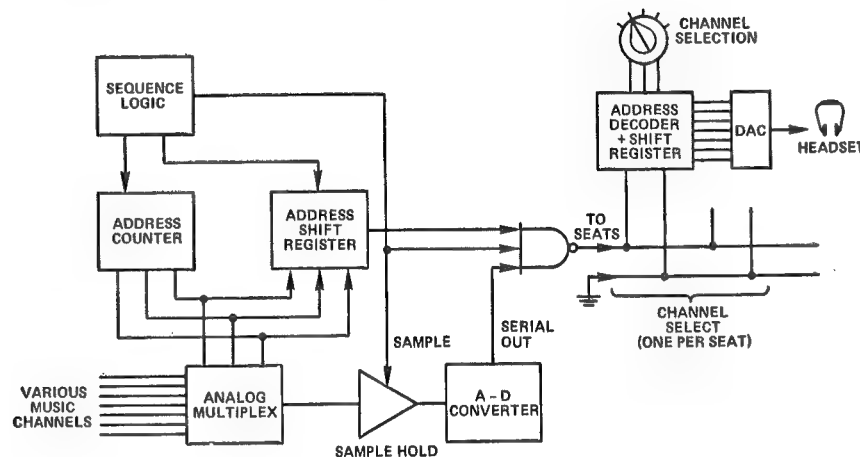 CHANNEL
SELECTION
SEQUENCE
LOGIC
ADDRESS
DECODER
+ SHIFT
REGISTER
DAC
HEADSET
ADDRESS
COUNTER
ADDRESS
SHIFT
REGISTER
TO
SEATS
CHANNEL
SELECT
(ONE PER SEAT)
SAMPLE
SERIAL
OUT
VARIOUS
MUSIC
CHANNELS
ANALOG
MULTIPLEX
A – D
CONVERTER
SAMPLE HOLD